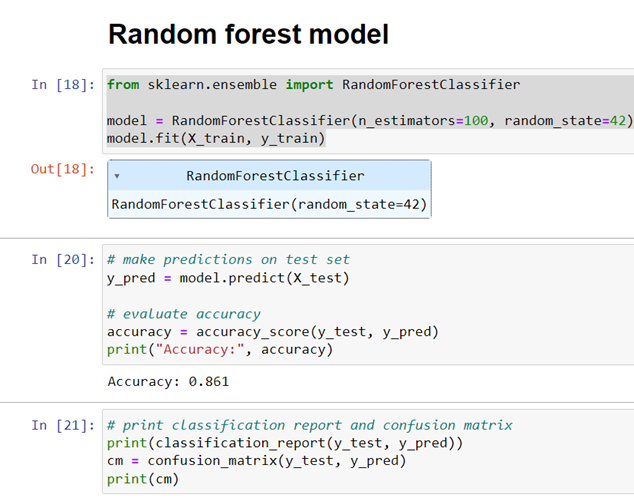 Random forest model
In [18]: from sklearn.ensemble import RandomForestClassifier
model = RandomForestClassifier(n_estimators=100, random_state=42)
model.fit(X_train, y_train)
Out[18]: ▾ RandomForestClassifier
RandomForestClassifier(random_state=42)
In [20]: # make predictions on test set
y_pred = model.predict(X_test)
# evaluate accuracy
accuracy = accuracy_score(y_test, y_pred)
print("Accuracy:", accuracy)
Accuracy: 0.861
In [21]: # print classification report and confusion matrix
print(classification_report(y_test, y_pred))
cm = confusion_matrix(y_test, y_pred)
print(cm)